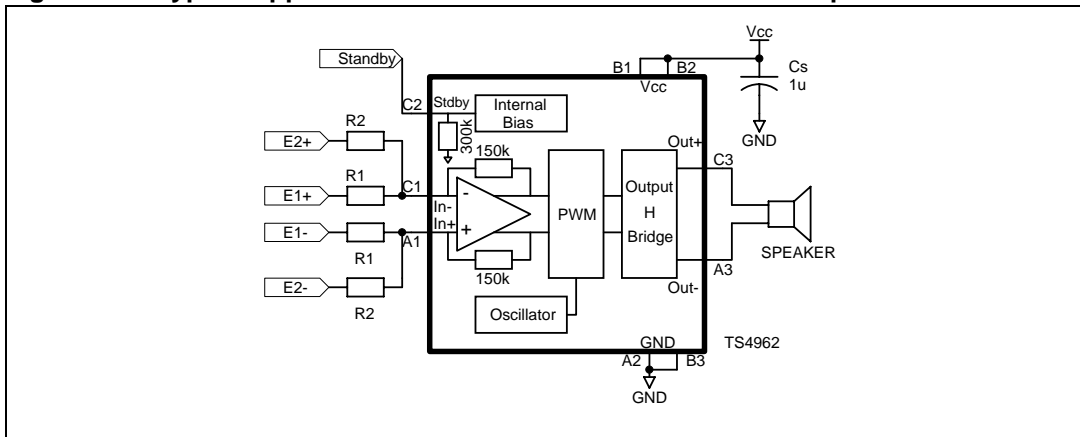 Vcc
Standby
B1
B2
Cs
1u
Vcc
C2
Stdby
Internal
Bias
300k
GND
R2
E2+
150k
Out+
C3
R1
E1+
C1
In-
-
Output
H
Bridge
PWM
In+
+
E1-
A1
R1
SPEAKER
150k
A3
E2-
Out-
R2
Oscillator
GND
TS4962
A2
B3
GND